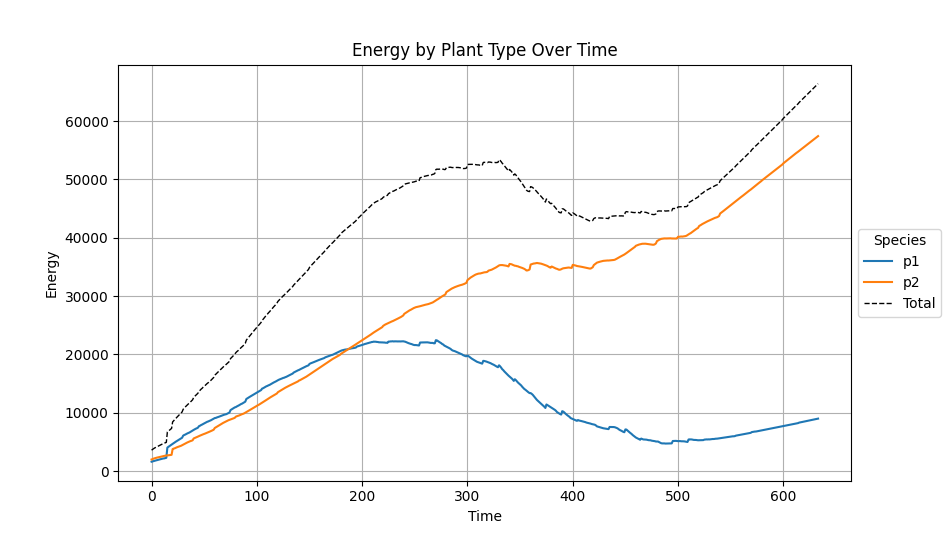 Energy by Plant Type Over Time
Energy
60000
50000
40000
30000
20000
10000
0
0 100 200 300 400 500 600
Time
Species
p1
p2
Total